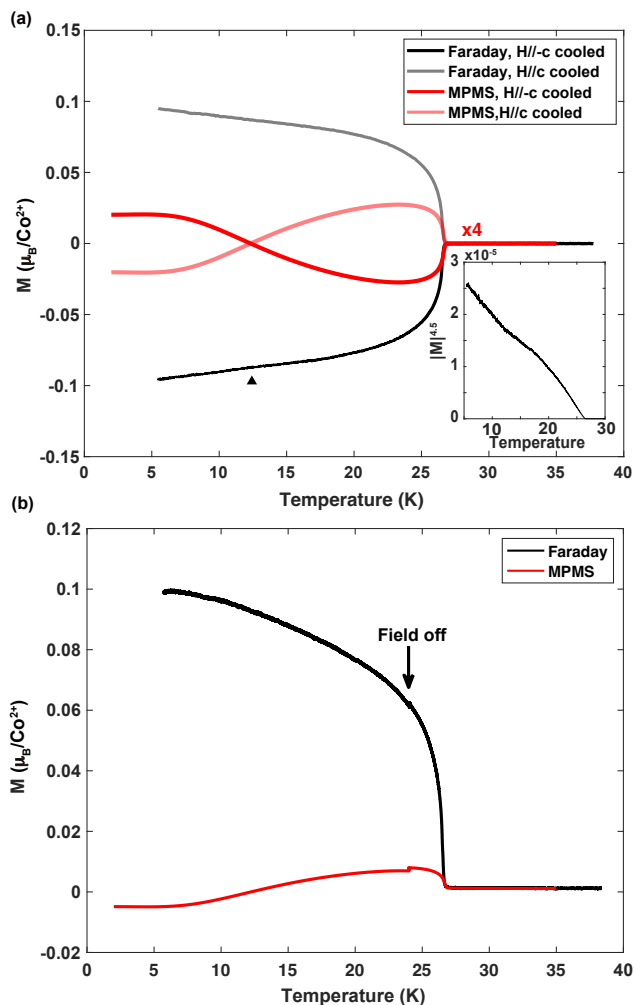 (a)
Faraday, H//-c cooled
Faraday, H//c cooled
MPMS, H//-c cooled
MPMS,H//c cooled
0.15
0.1
0.05
0
-0.05
-0.1
-0.15
M (μB/Co2+)
x4
x10-5
3
2
1
0
|M|4.5
10 20 30
Temperature
0 5 10 15 20 25 30 35 40
Temperature (K)
(b)
Faraday
MPMS
Field off
0.12
0.1
0.08
0.06
0.04
0.02
0
-0.02
M (μB/Co2+)
0 5 10 15 20 25 30 35 40
Temperature (K)